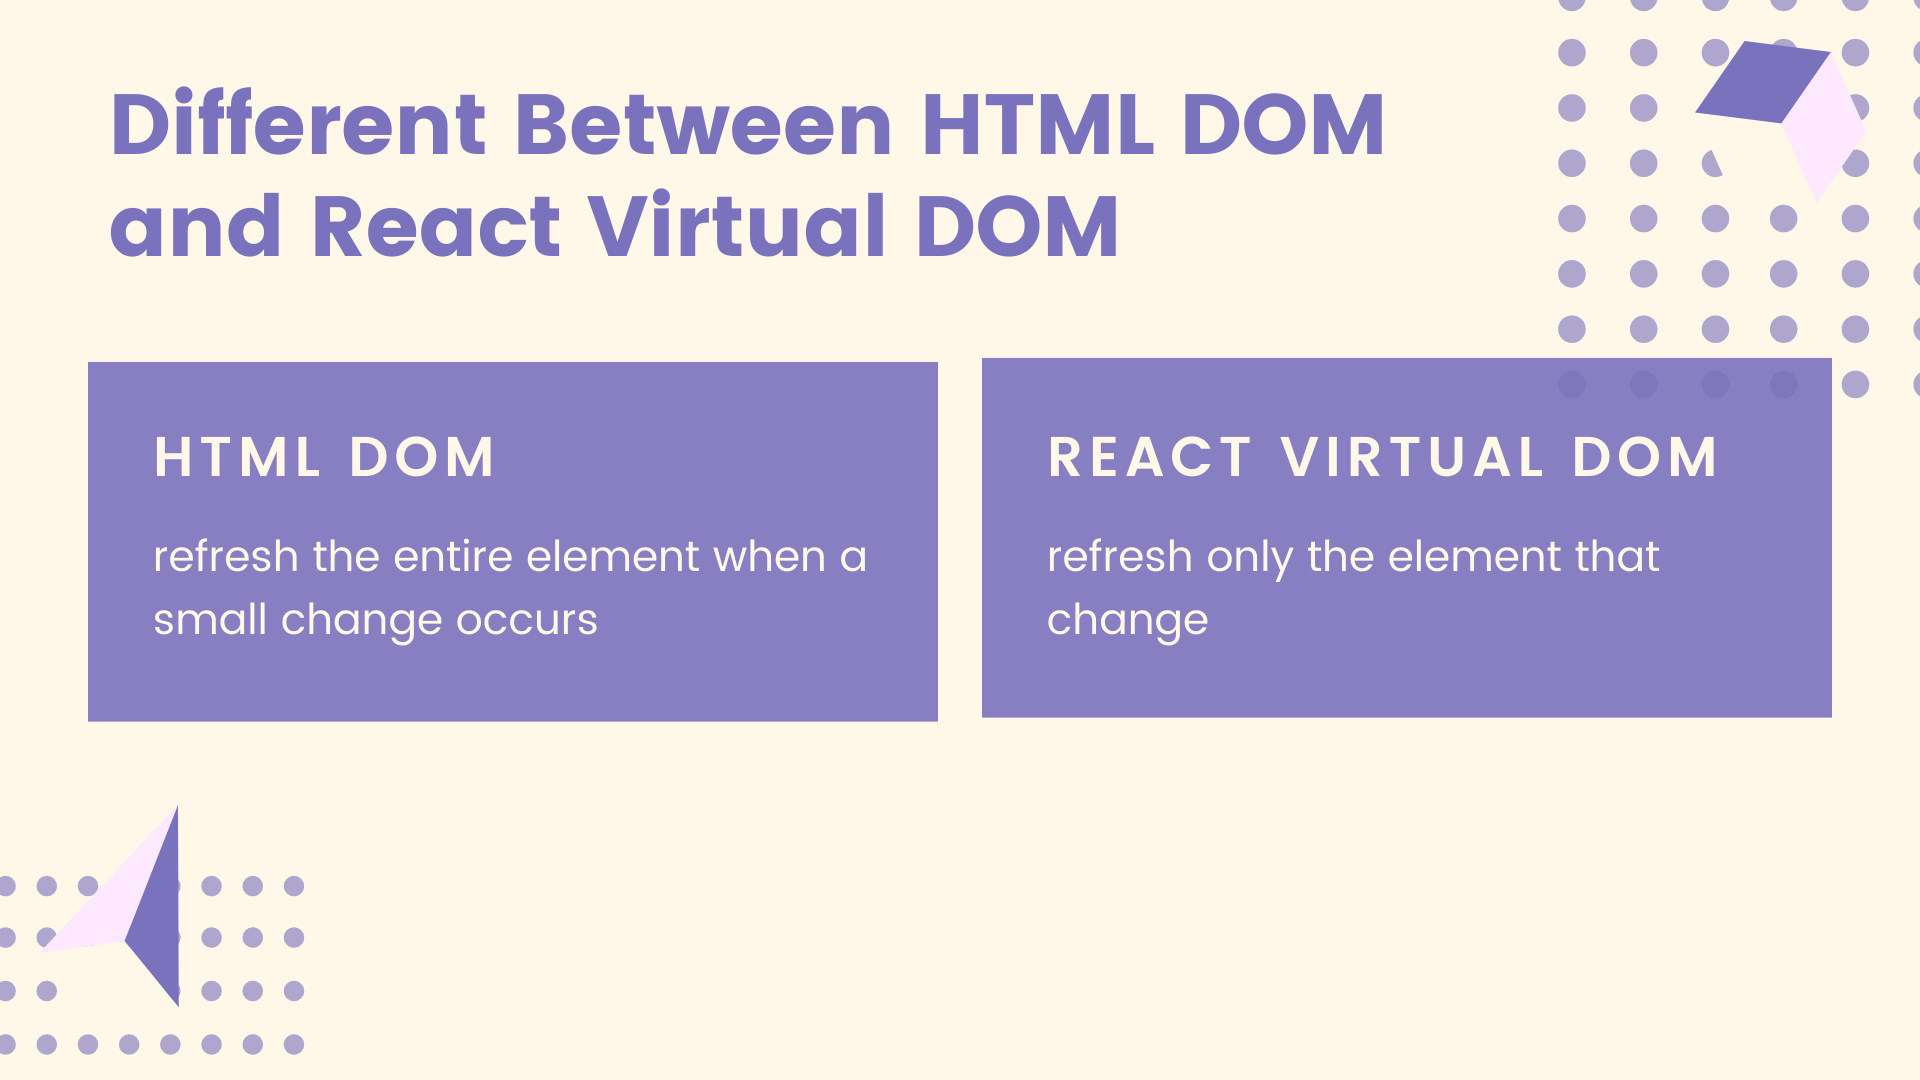 Different Between HTML DOM
and React Virtual DOM
HTML DOM
refresh the entire element when a
small change occurs
REACT VIRTUAL DOM
refresh only the element that
change